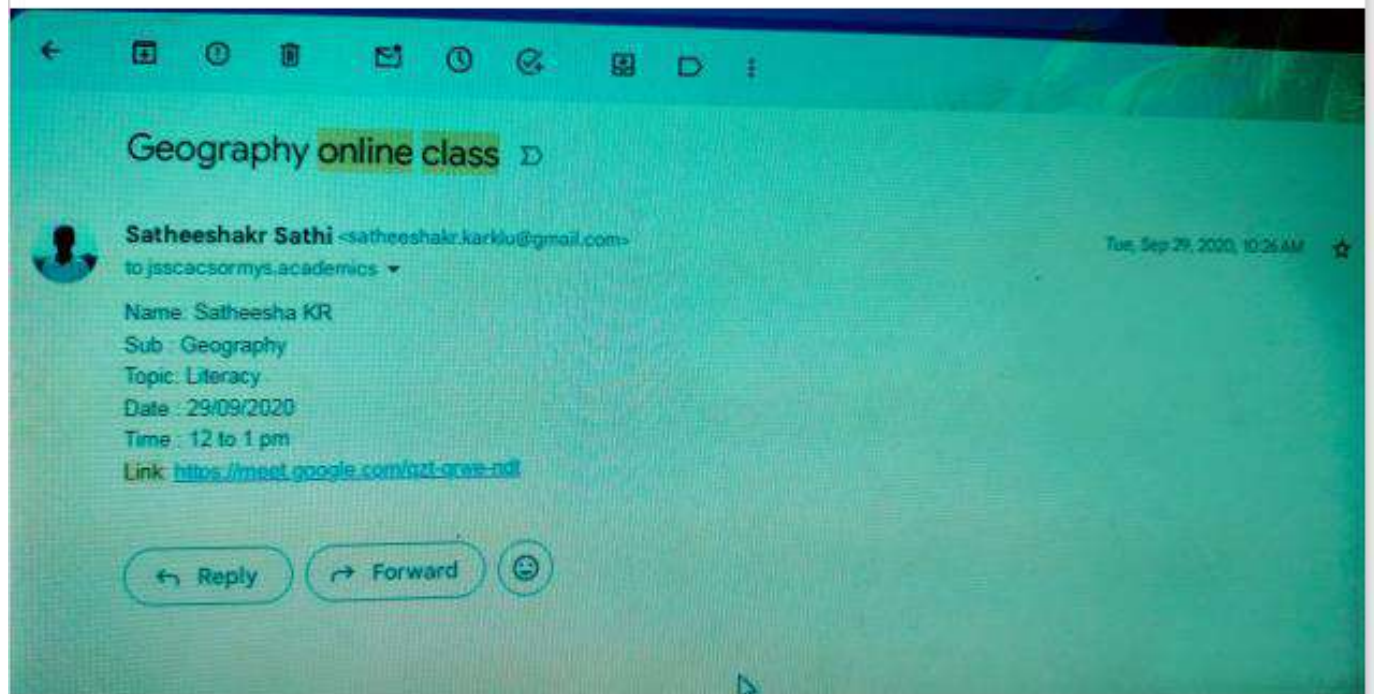 Geography online class
Satheeshakr Sathi <satheeshakr.karklu@gmail.com>
Tue, Sep 29, 2020, 10:26 AM
to jsscacsormys.academics
Name: Satheesha KR
Sub : Geography
Topic: Literacy
Date : 29/09/2020
Time : 12 to 1 pm
Link:
Reply
Forward